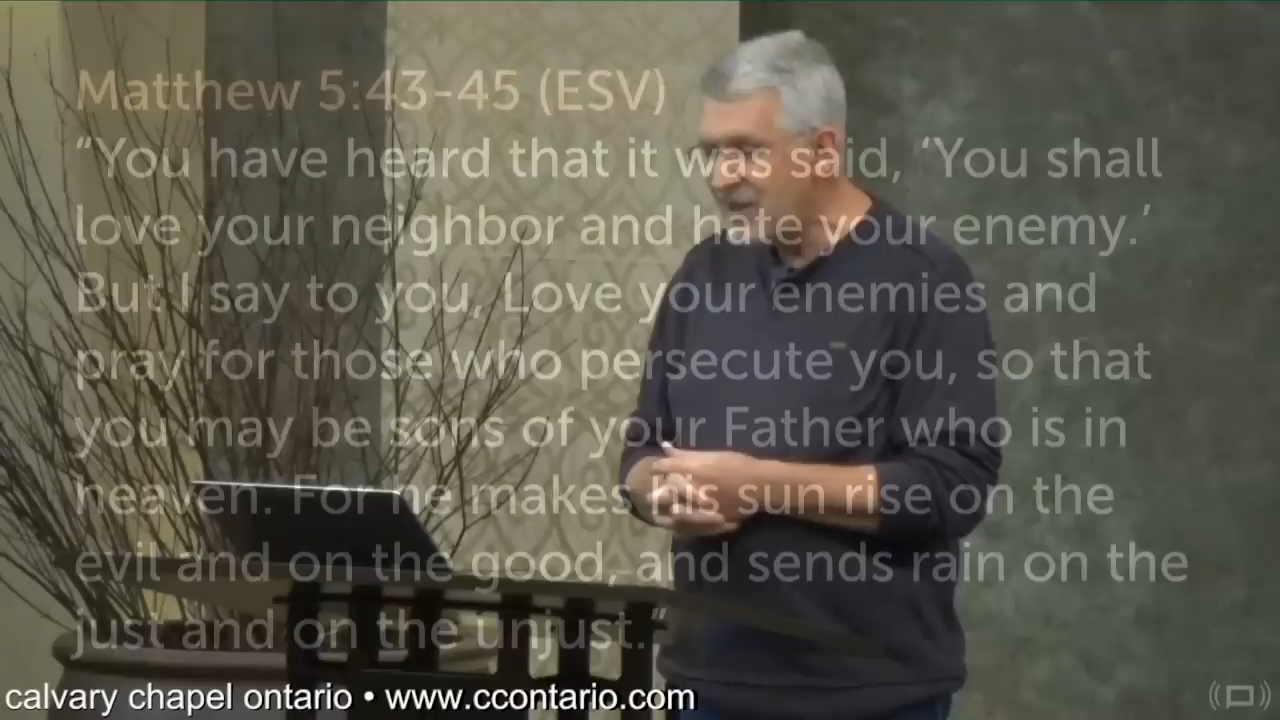 Matthew 5:43-45 (ESV)
“You have heard that it was said, ‘You shall
love your neighbor and hate your enemy.’
But I say to you, Love your enemies and
pray for those who persecute you, so that
you may be sons of your Father who is in
heaven. For he makes his sun rise on the
evil and on the good, and sends rain on the
just and on the unjust.”
calvary chapel ontario • www.ccontario.com